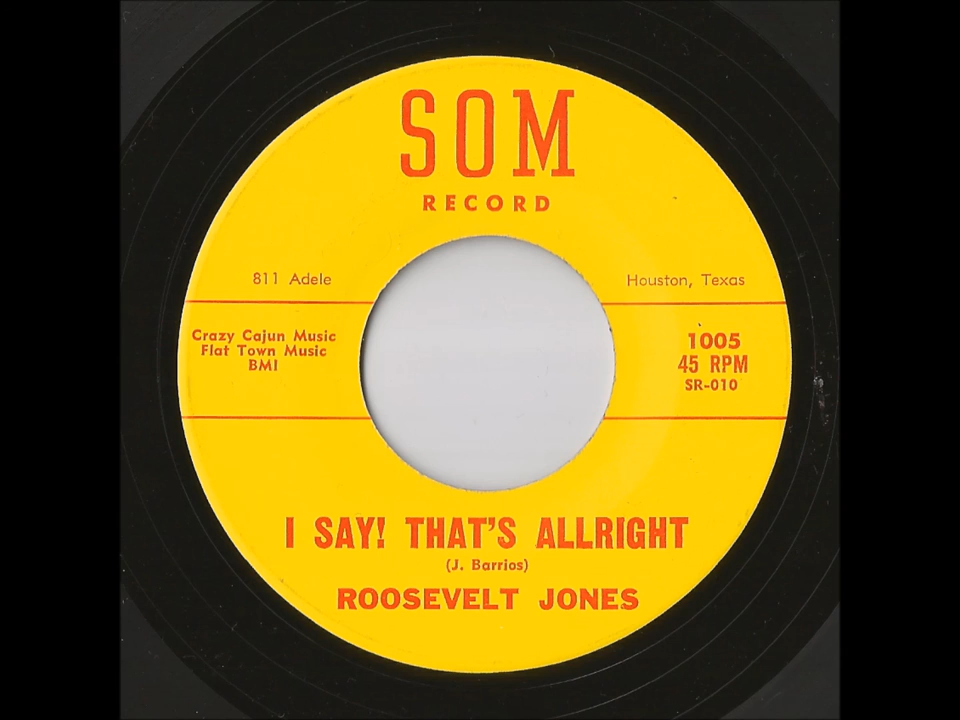 SOM
RECORD
811 Adele
Houston, Texas
Crazy Cajun Music
Flat Town Music
BMI
1005
45 RPM
SR-010
I SAY! THAT'S ALLRIGHT
(J. Barrios)
ROOSEVELT JONES